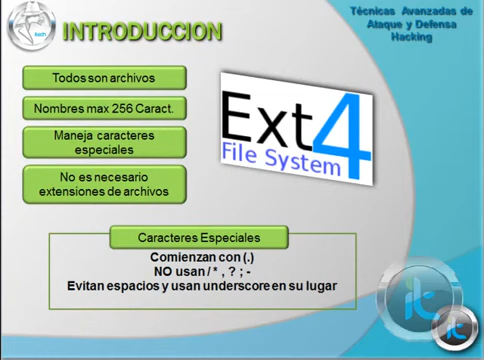 INTRODUCCION
Técnicas Avanzadas de
Ataque y Defensa
Hacking
Todos son archivos
Nombres max 256 Caract.
Maneja caracteres
especiales
No es necesario
extensiones de archivos
Ext4
File System
Caracteres Especiales
Comienzan con (.)
NO usan / * , ? ; -
Evitan espacios y usan underscore en su lugar